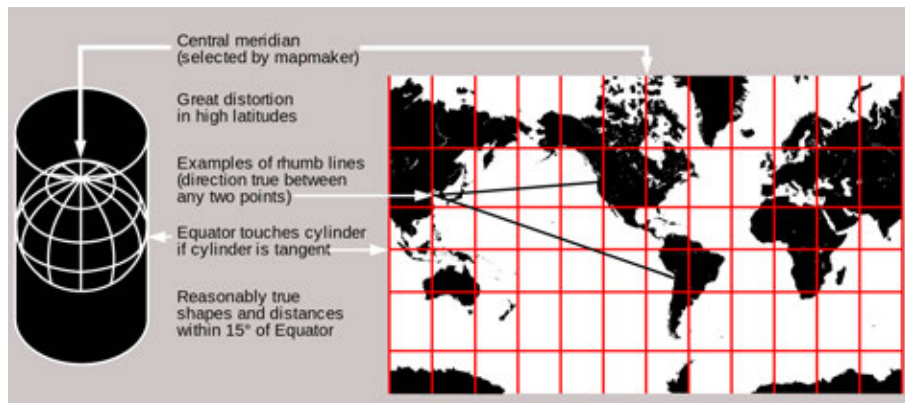 Central meridian
(selected by mapmaker)
Great distortion
in high latitudes
Examples of rhumb lines
(direction true between
any two points)
Equator touches cylinder
if cylinder is tangent
Reasonably true
shapes and distances
within 15° of Equator